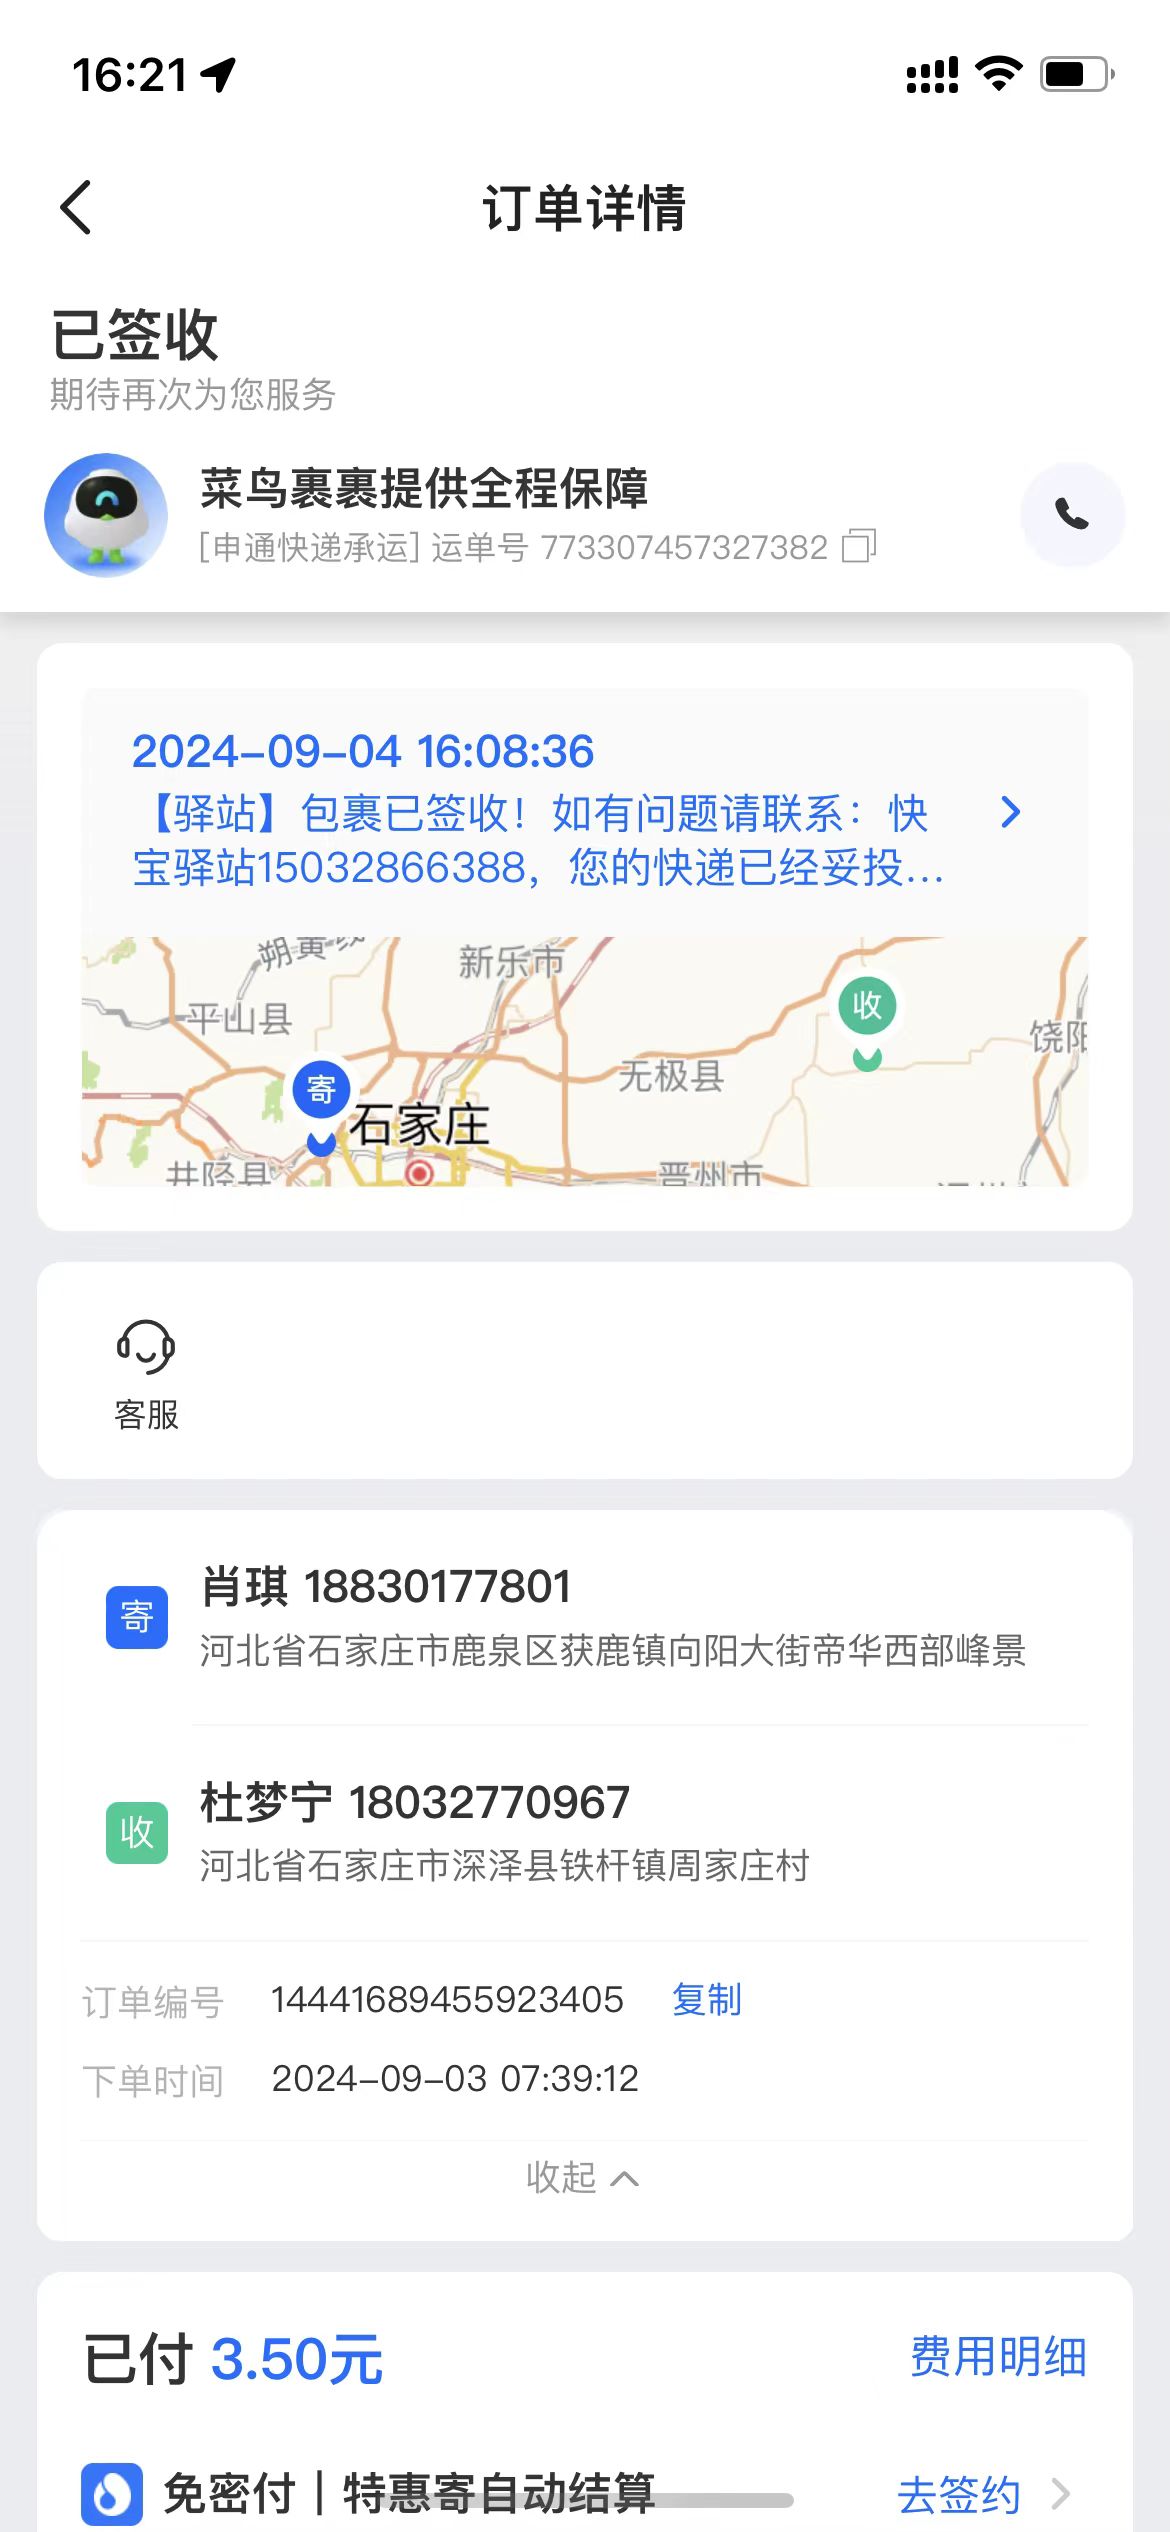 16:21
订单详情
已签收
期待再次为您服务
菜鸟裹裹提供全程保障
[申通快递承运] 运单号 773307457327382
2024-09-04 16:08:36
【驿站】包裹已签收！如有问题请联系：快
宝驿站15032866388，您的快递已经妥投...
朔黄
新乐市
平山县
收
饶阳
无极县
寄
石家庄
井陉县
晋州市
客服
寄
肖琪 18830177801
河北省石家庄市鹿泉区获鹿镇向阳大街帝华西部峰景
收
杜梦宁 18032770967
河北省石家庄市深泽县铁杆镇周家庄村
订单编号 14441689455923405 复制
下单时间 2024-09-03 07:39:12
收起
已付 3.50元 费用明细
免密付｜特惠寄自动结算 去签约